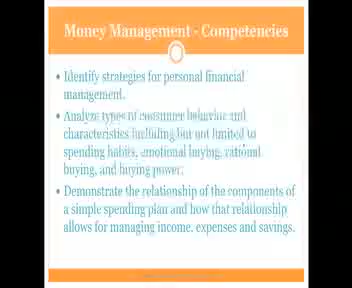 Money Management - Competencies
• Identify strategies for personal financial
management.
• Analyze types of consumer behavior and
characteristics including but not limited to
spending habits, emotional buying, rational
buying, and buying power.
• Demonstrate the relationship of the components of
a simple spending plan and how that relationship
allows for managing income, expenses and savings.